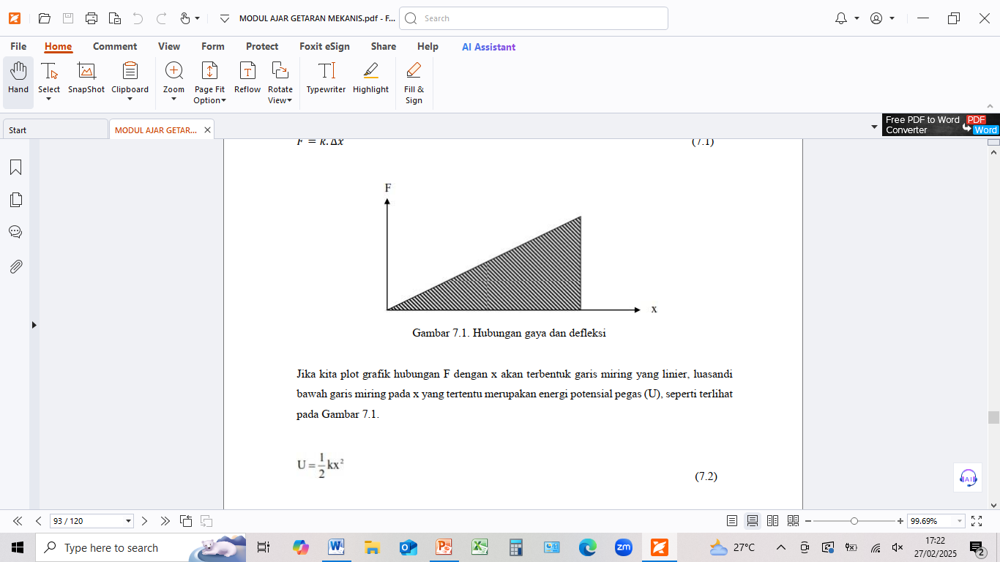 MODUL AJAR GETARAN MEKANIS.pdf - F...
Search
File Home Comment View Form Protect Foxit eSign Share Help AI Assistant
Hand Select SnapShot Clipboard Zoom Page Fit Option Reflow Rotate View Typewriter Highlight Fill & Sign
Start
MODUL AJAR GETAR...
Free PDF to Word Converter
PDF
Word
F = k.Δx (7.1)
F
x
Gambar 7.1. Hubungan gaya dan defleksi
Jika kita plot grafik hubungan F dengan x akan terbentuk garis miring yang linier, luasandi
bawah garis miring pada x yang tertentu merupakan energi potensial pegas (U), seperti terlihat
pada Gambar 7.1.
U = 1/2 kx²
(7.2)
AI
93 / 120
99.69%
Type here to search
zm
27°C
17:22
27/02/2025
2